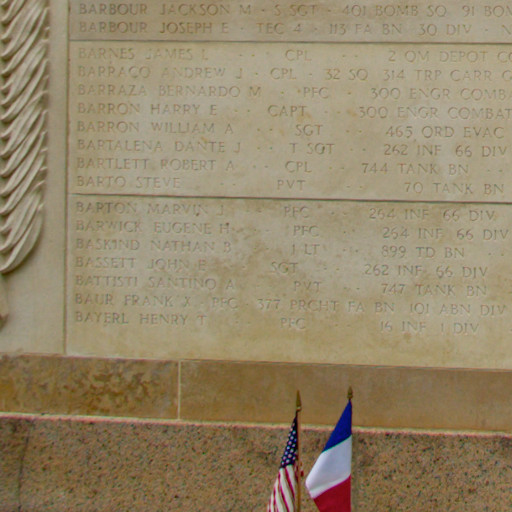 BARBOUR JACKSON M · S SGT · 401 BOMB SQ 91 BOM
BARBOUR JOSEPH E · TEC 4 · 113 FA BN 30 DIV · N
BARNES JAMES L · · CPL · · 2 QM DEPOT CO
BARRACO ANDREW J · CPL · 32 SQ 314 TRP CARR G
BARRAZA BERNARDO M · PFC · 300 ENGR COMBA
BARRON HARRY E · · CAPT · · 300 ENGR COMBAT
BARRON WILLIAM A · · SGT · · 465 ORD EVAC
BARTALENA DANTE J · · T SGT · · 262 INF 66 DIV
BARTLETT ROBERT A · · CPL · · 744 TANK BN
BARTO STEVE · · PVT · · 70 TANK BN
BARTON MARVIN J · · PFC · · 264 INF 66 DIV
BARWICK EUGENE H · · PFC · · 264 INF 66 DIV
BASKIND NATHAN B · · 1 LT · · 899 TD BN
BASSETT JOHN E · · SGT · · 262 INF 66 DIV
BATTISTI SANTINO A · · PVT · · 747 TANK BN
BAUR FRANK X · PFC · 377 PRCHT FA BN 101 ABN DIV
BAYERL HENRY T · · PFC · · 16 INF 1 DIV